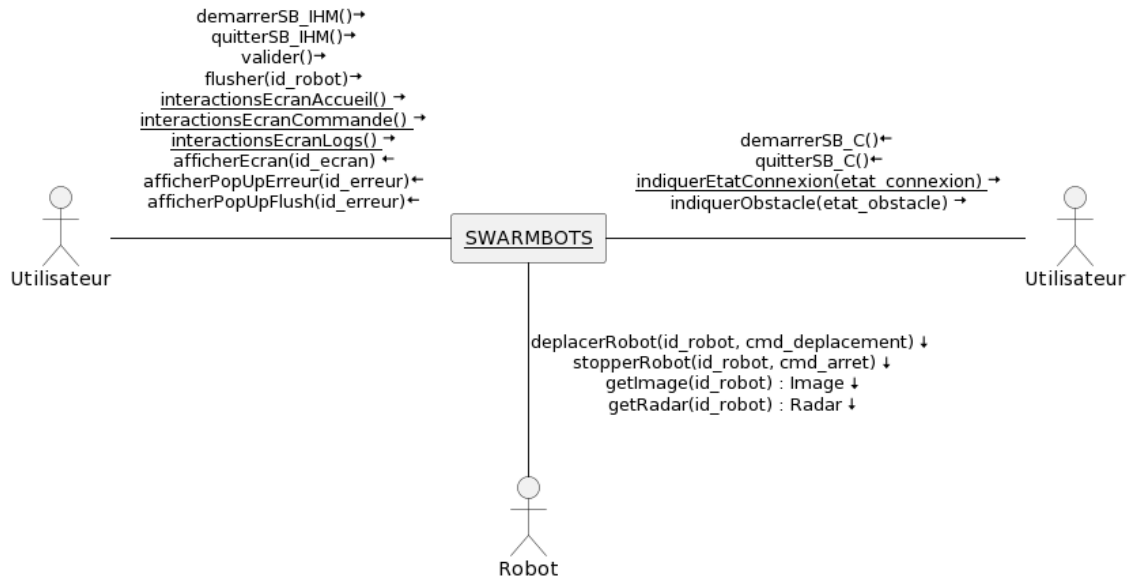 demarrerSB_IHM()→
quitterSB_IHM()→
valider()→
flusher(id_robot)→
interactionsEcranAccueil() →
interactionsEcranCommande() →
interactionsEcranLogs() →
afficherEcran(id_ecran) ←
afficherPopUpErreur(id_erreur)←
afficherPopUpFlush(id_erreur)←
demarrerSB_C()←
quitterSB_C()←
indiquerEtatConnexion(etat_connexion) →
indiquerObstacle(etat_obstacle) →
SWARMBOTS
Utilisateur
Utilisateur
deplacerRobot(id_robot, cmd_deplacement) ↓
stopperRobot(id_robot, cmd_arret) ↓
getImage(id_robot) : Image ↓
getRadar(id_robot) : Radar ↓
Robot